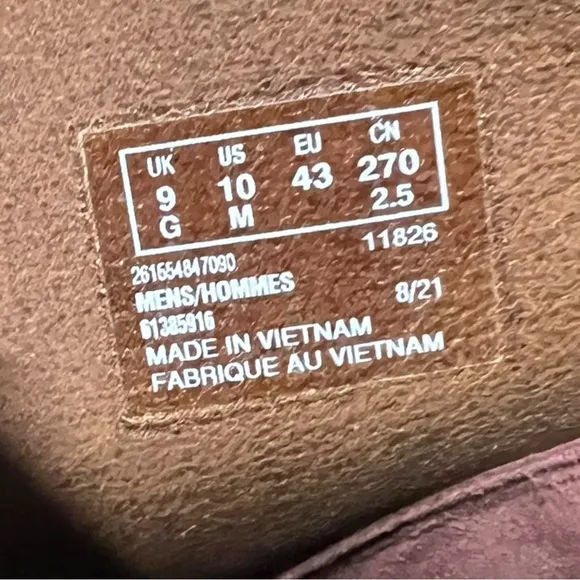 UK US EU CN
9 10 43 270
G M 2.5
11826
261554847090
MENS/HOMMES
61385916 8/21
MADE IN VIETNAM
FABRIQUE AU VIETNAM